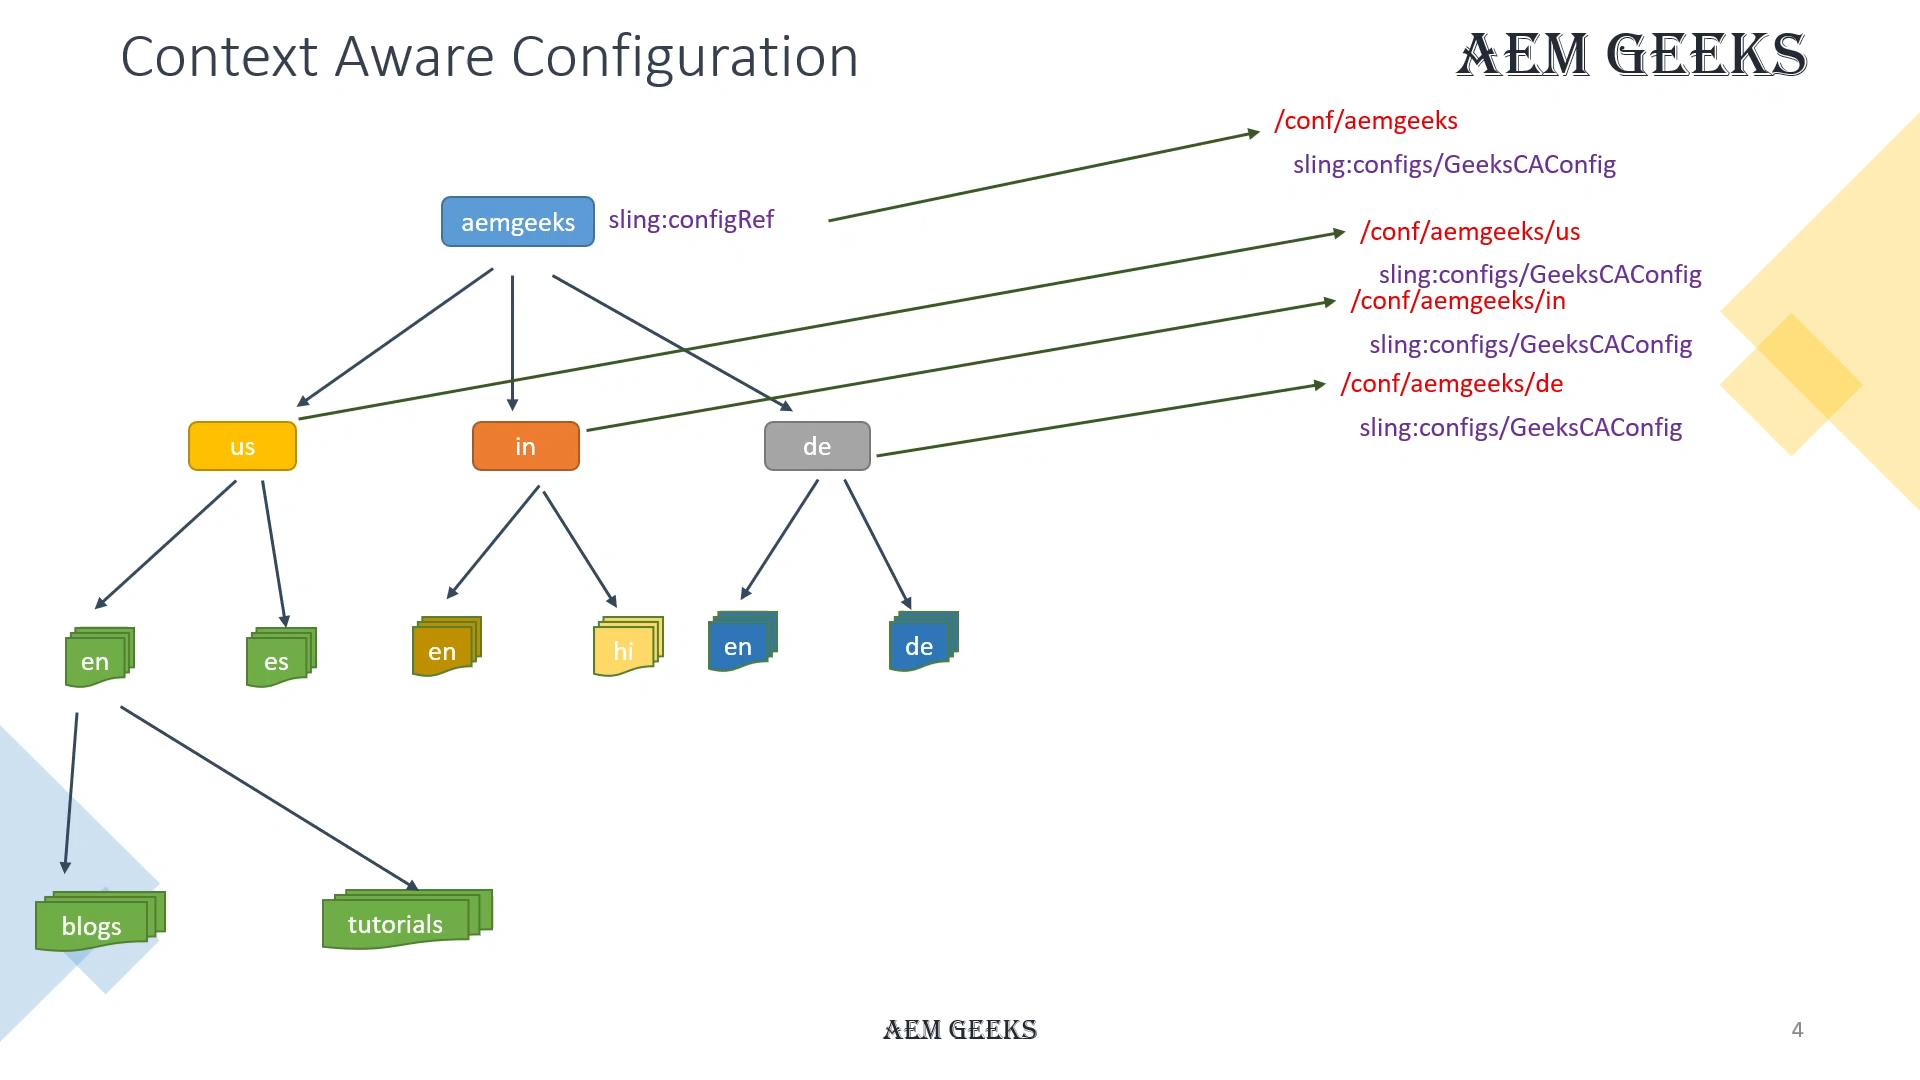 Context Aware Configuration
AEM GEEKS
/conf/aemgeeks
sling:configs/GeeksCAConfig
aemgeeks
sling:configRef
/conf/aemgeeks/us
sling:configs/GeeksCAConfig
/conf/aemgeeks/in
sling:configs/GeeksCAConfig
/conf/aemgeeks/de
sling:configs/GeeksCAConfig
us
in
de
en
es
en
hi
en
de
blogs
tutorials
AEM GEEKS
4